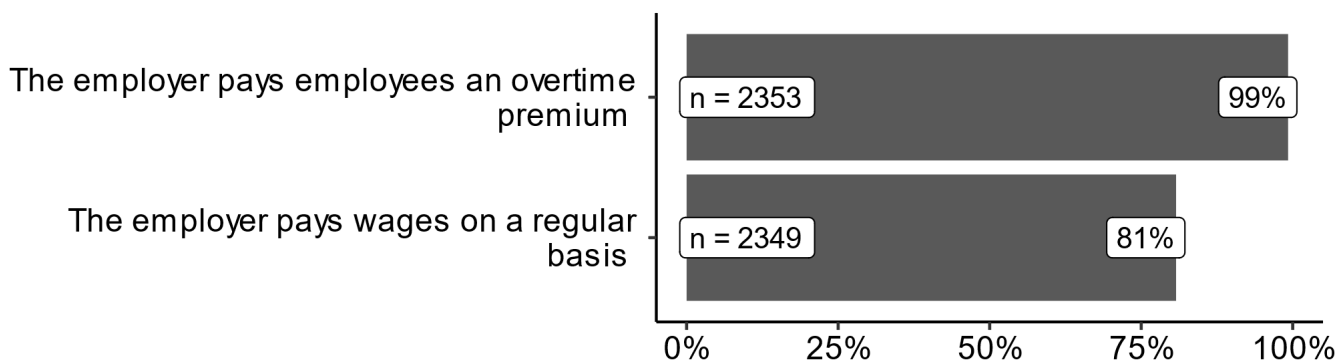 The employer pays employees an overtime
premium
n = 2353
99%
The employer pays wages on a regular
basis
n = 2349
81%
0% 25% 50% 75% 100%